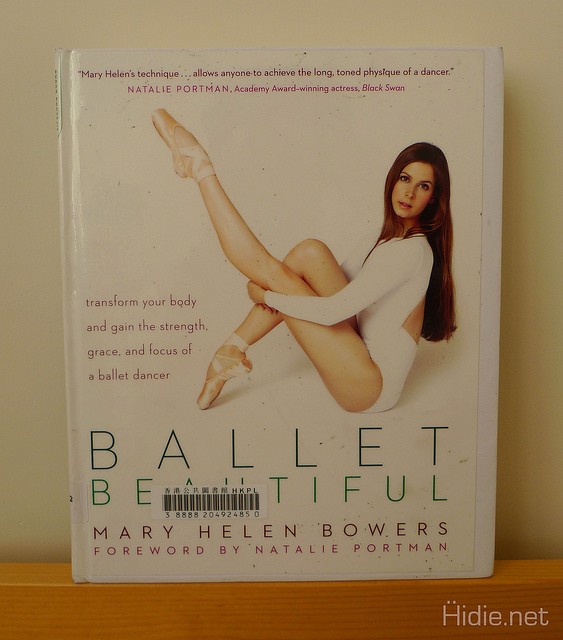 "Mary Helen's technique . . . allows anyone to achieve the long, toned physique of a dancer."
NATALIE PORTMAN, Academy Award–winning actress, Black Swan
transform your body
and gain the strength,
grace, and focus of
a ballet dancer
BALLET
BEAUTIFUL
香港公共圖書館 HKPL
3 8888 20492485 0
MARY HELEN BOWERS
FOREWORD BY NATALIE PORTMAN
Hidie.net